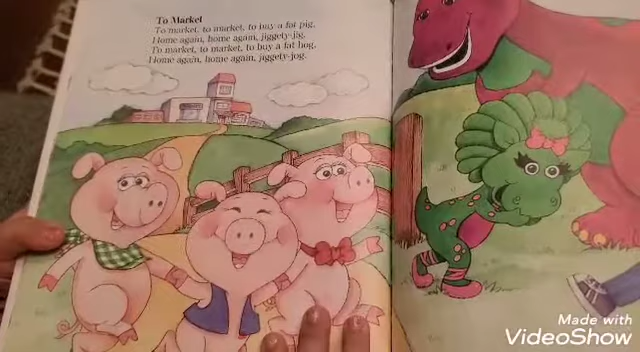 To Market
To market, to market, to buy a fat pig,
Home again, home again, jiggety-jig.
To market, to market, to buy a fat hog.
Home again, home again, jiggety-jog.
Made with
VideoShow